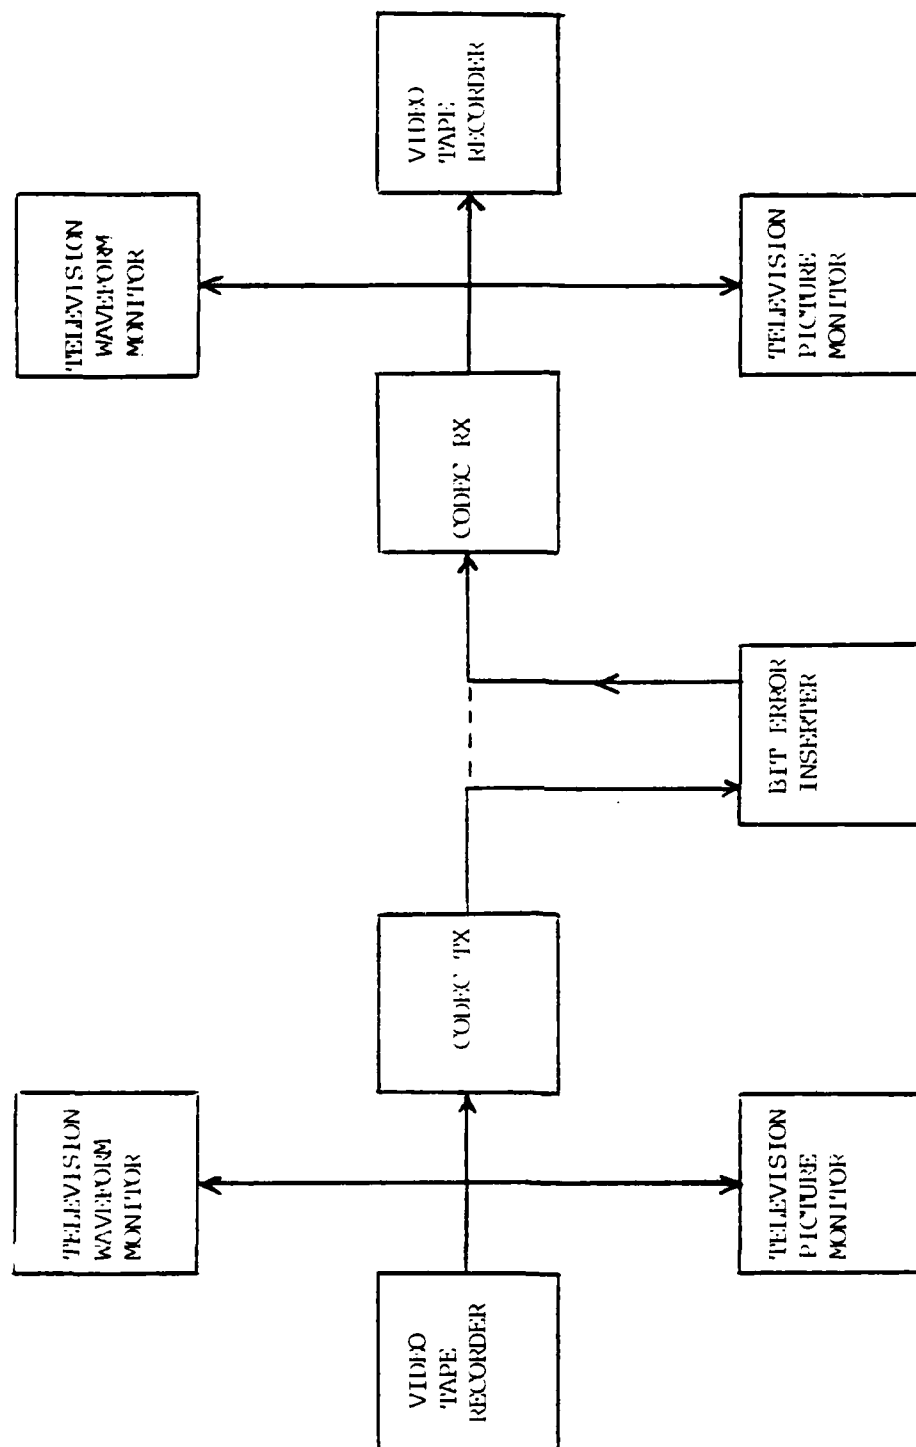 TELEVISION
WAVEFORM
MONITOR
TELEVISION
WAVEFORM
MONITOR
VIDEO
TAPE
RECORDER
CODEC TX
CODEC RX
VIDEO
TAPE
RECORDER
TELEVISION
PICTURE
MONITOR
BIT ERROR
INSERTER
TELEVISION
PICTURE
MONITOR